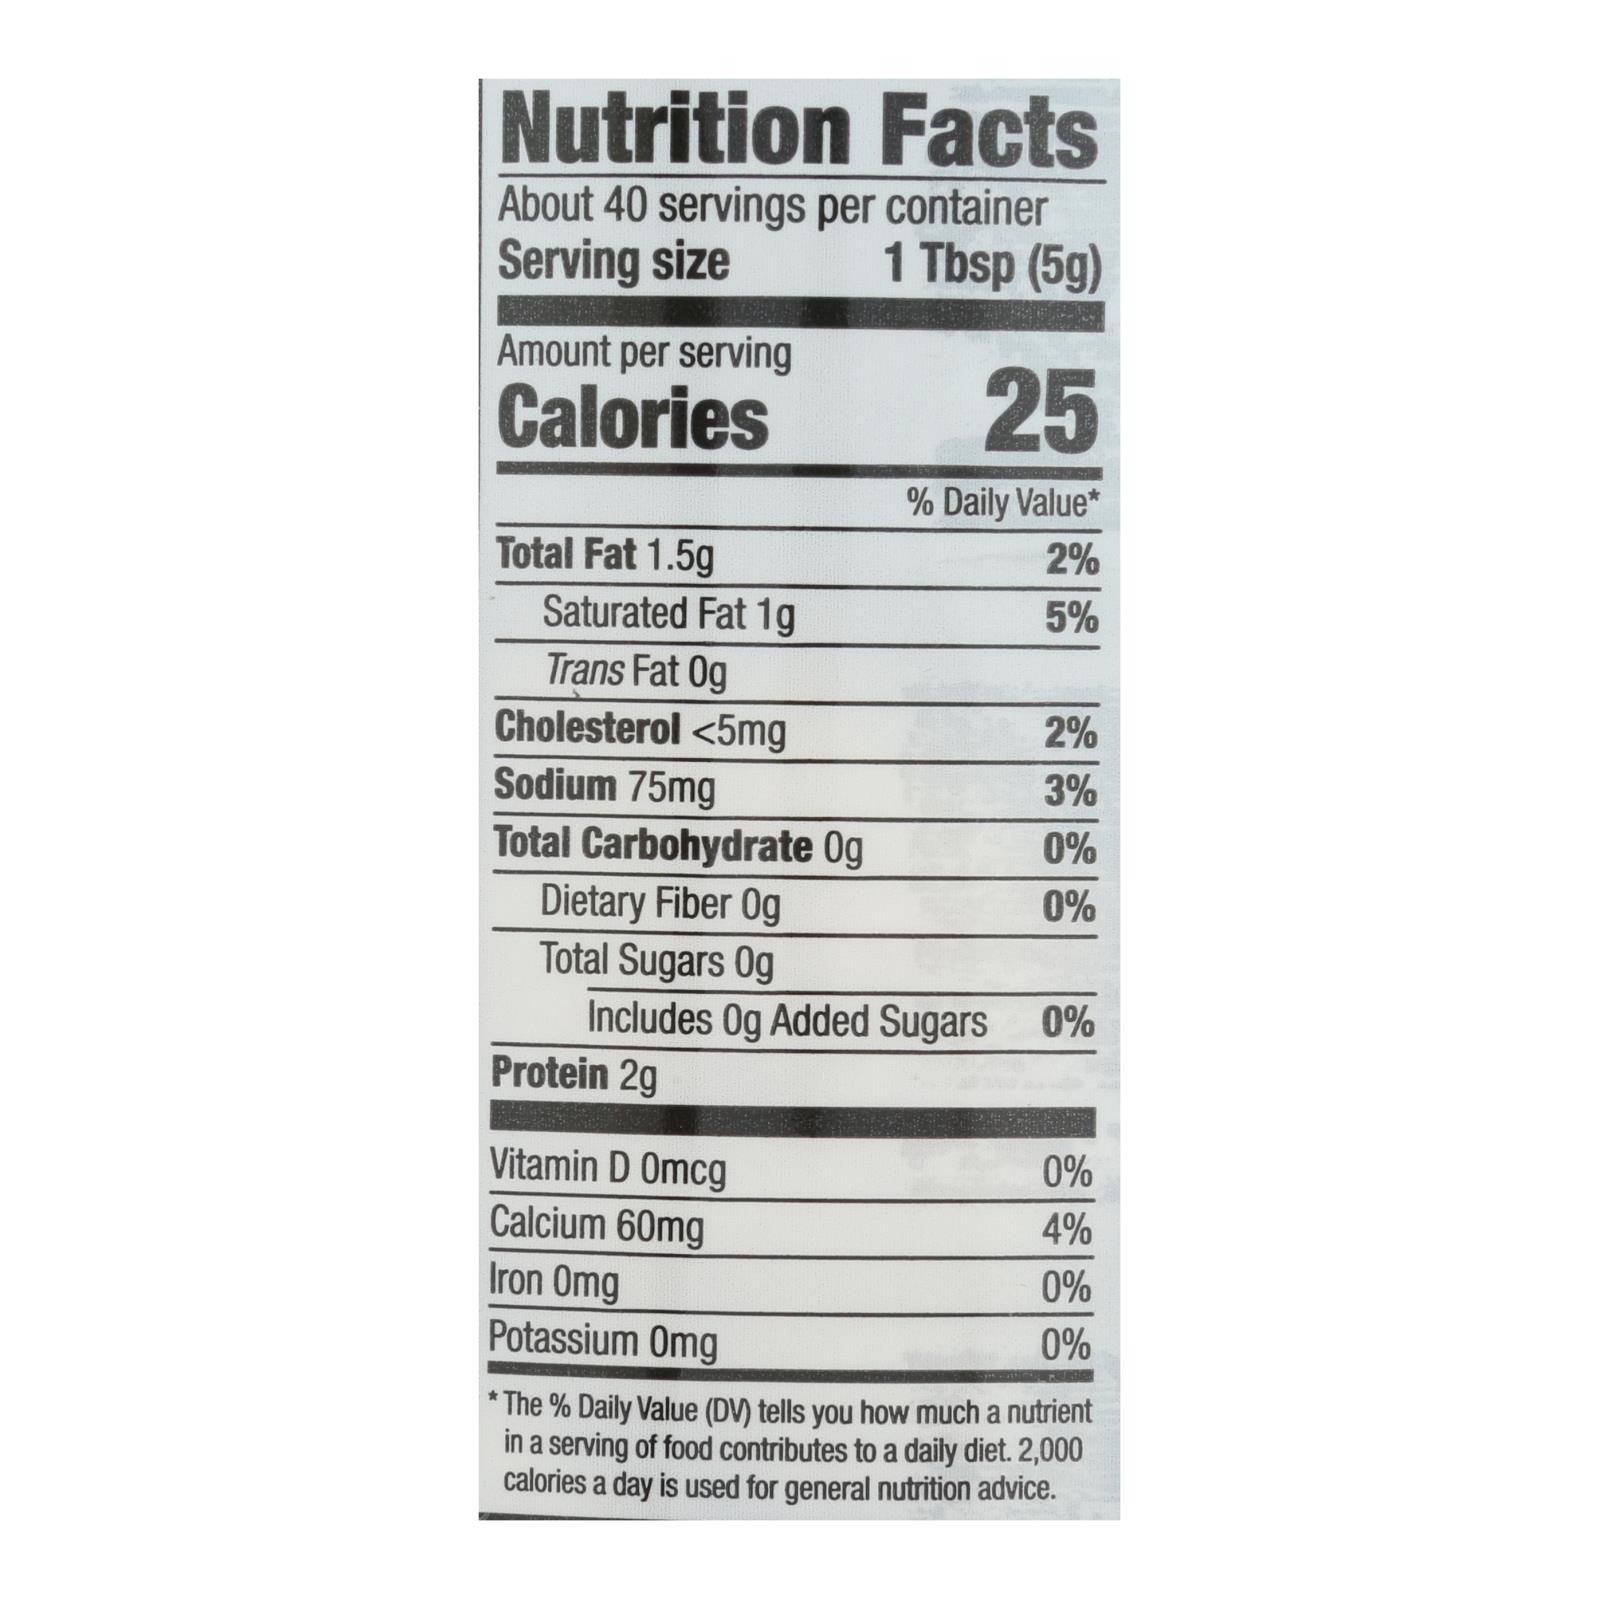 Nutrition Facts
About 40 servings per container
Serving size 1 Tbsp (5g)
Amount per serving
Calories 25
% Daily Value*
Total Fat 1.5g 2%
Saturated Fat 1g 5%
Trans Fat 0g
Cholesterol <5mg 2%
Sodium 75mg 3%
Total Carbohydrate 0g 0%
Dietary Fiber 0g 0%
Total Sugars 0g
Includes 0g Added Sugars 0%
Protein 2g
Vitamin D 0mcg 0%
Calcium 60mg 4%
Iron 0mg 0%
Potassium 0mg 0%
* The % Daily Value (DV) tells you how much a nutrient
in a serving of food contributes to a daily diet. 2,000
calories a day is used for general nutrition advice.